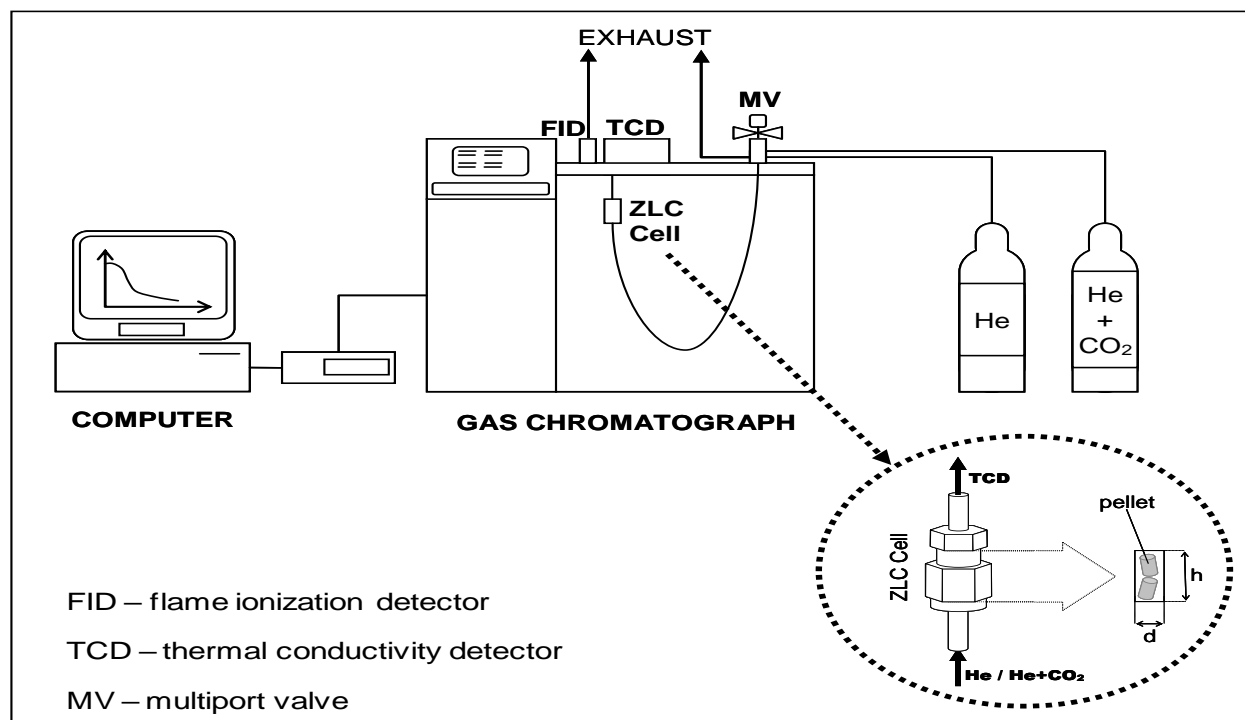 EXHAUST
MV
FID
TCD
ZLC
Cell
He
He
+
CO₂
COMPUTER
GAS CHROMATOGRAPH
TCD
pellet
ZLC Cell
h
d
He / He+CO₂
FID – flame ionization detector
TCD – thermal conductivity detector
MV – multiport valve